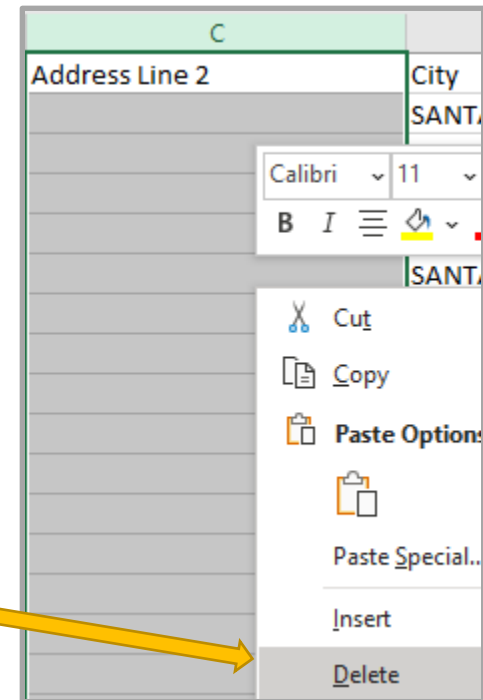 C
Address Line 2 City
SANTA
Calibri 11
B I
SANTA
Cut
Copy
Paste Options
Paste Special..
Insert
Delete